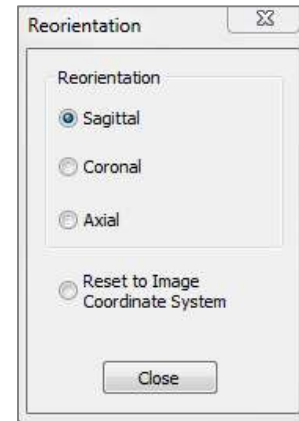 Reorientation
Reorientation
Sagittal
Coronal
Axial
Reset to Image
Coordinate System
Close